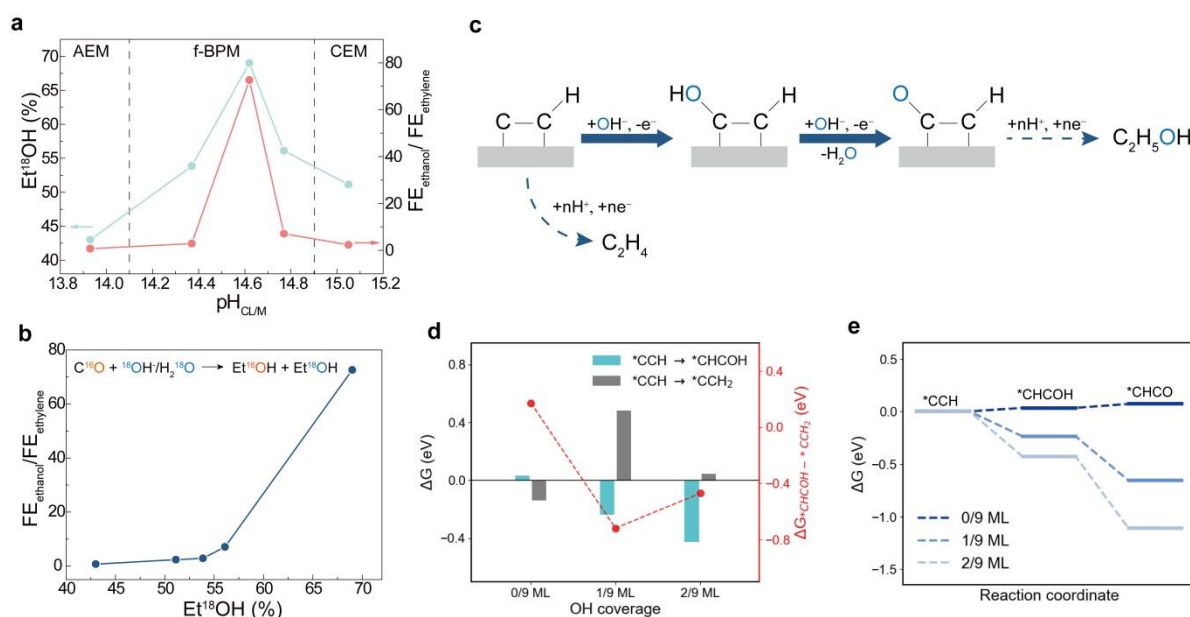 a
AEM
f-BPM
CEM
70
65
60
55
50
45
40
Et¹⁸OH (%)
80
60
40
20
0
FE_ethanol / FE_ethylene
13.8 14.0 14.2 14.4 14.6 14.8 15.0 15.2
pH_CL/M
b
C¹⁶O + ¹⁸OH⁻/H₂¹⁸O → Et¹⁶OH + Et¹⁸OH
80
60
40
20
0
FE_ethanol/FE_ethylene
40 45 50 55 60 65 70
Et¹⁸OH (%)
c
H
C – C
+OH⁻, -e⁻
HO H
C – C
+OH⁻, -e⁻
-H₂O
O H
C – C
+nH⁺, +ne⁻
C₂H₅OH
+nH⁺, +ne⁻
C₂H₄
d
*CCH → *CHCOH
*CCH → *CCH₂
0.8
0.4
0.0
−0.4
ΔG (eV)
0.4
0.0
−0.4
−0.8
ΔG*CHCOH − *CCH₂ (eV)
0/9 ML 1/9 ML 2/9 ML
OH coverage
e
0.5
0.0
−0.5
−1.0
−1.5
ΔG (eV)
*CCH
*CHCOH
*CHCO
0/9 ML
1/9 ML
2/9 ML
Reaction coordinate